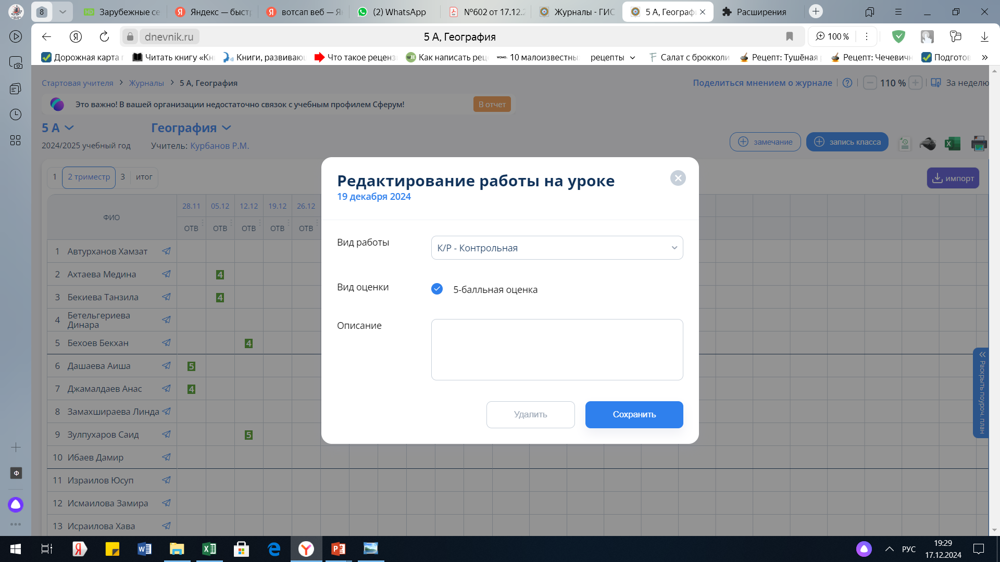 8
Зарубежные се
Яндекс — быстр
вотсап веб — Я
(2) WhatsApp
№602 от 17.12.2
Журналы - ГИС
5 А, Географи
Расширения
dnevnik.ru
5 А, География
100 %
Дорожная карта г
Читать книгу «Кн
Книги, развиваю
Что такое реценз
Как написать рец
10 малоизвестны
рецепты
Салат с брокколи
Рецепт: Тушёная р
Рецепт: Чечевичн
Подготов
Стартовая учителя
Журналы
5 А, География
Поделиться мнением о журнале
110 %
За неделю
Это важно! В вашей организации недостаточно связок с учебным профилем Сферум!
В отчет
5 А
География
2024/2025 учебный год
Учитель: Курбанов Р.М.
замечание
запись класса
1
2 триместр
3
итог
импорт
ФИО
28.11 05.12 12.12 19.12 26.12
ОТВ ОТВ ОТВ ОТВ ОТВ
1 Автурханов Хамзат
2 Ахтаева Медина 4
3 Бекиева Танзила 4
4 Бетельгериева
Динара
5 Бехоев Бекхан 4
6 Дашаева Аиша 5
7 Джамалдаев Анас 4
8 Замахшираева Линда
9 Зулпухаров Саид 5
10 Ибаев Дамир
11 Израилов Юсуп
12 Исмаилова Замира
13 Исраилова Хава
Редактирование работы на уроке
19 декабря 2024
Вид работы
К/Р - Контрольная
Вид оценки
5-балльная оценка
Описание
Удалить
Сохранить
Раскрыть поуроч. план
РУС
19:29
17.12.2024